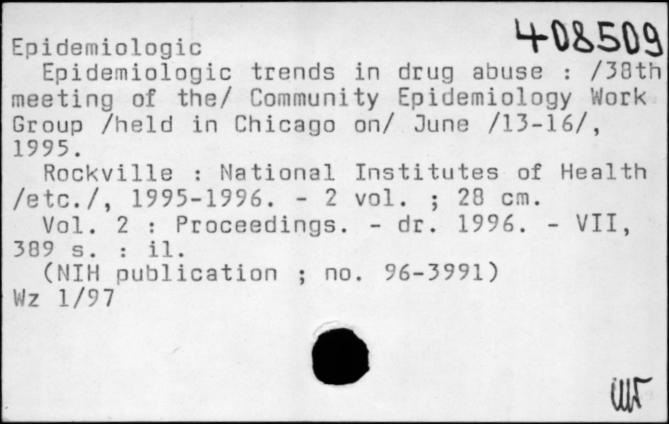 408509
Epidemiologic
Epidemiologic trends in drug abuse : /38th
meeting of the/ Community Epidemiology Work
Group /held in Chicago on/ June /13-16/,
1995.
Rockville : National Institutes of Health
/etc./, 1995-1996. - 2 vol. ; 28 cm.
Vol. 2 : Proceedings. - dr. 1996. - VII,
389 s. : il.
(NIH publication ; no. 96-3991)
Wz 1/97